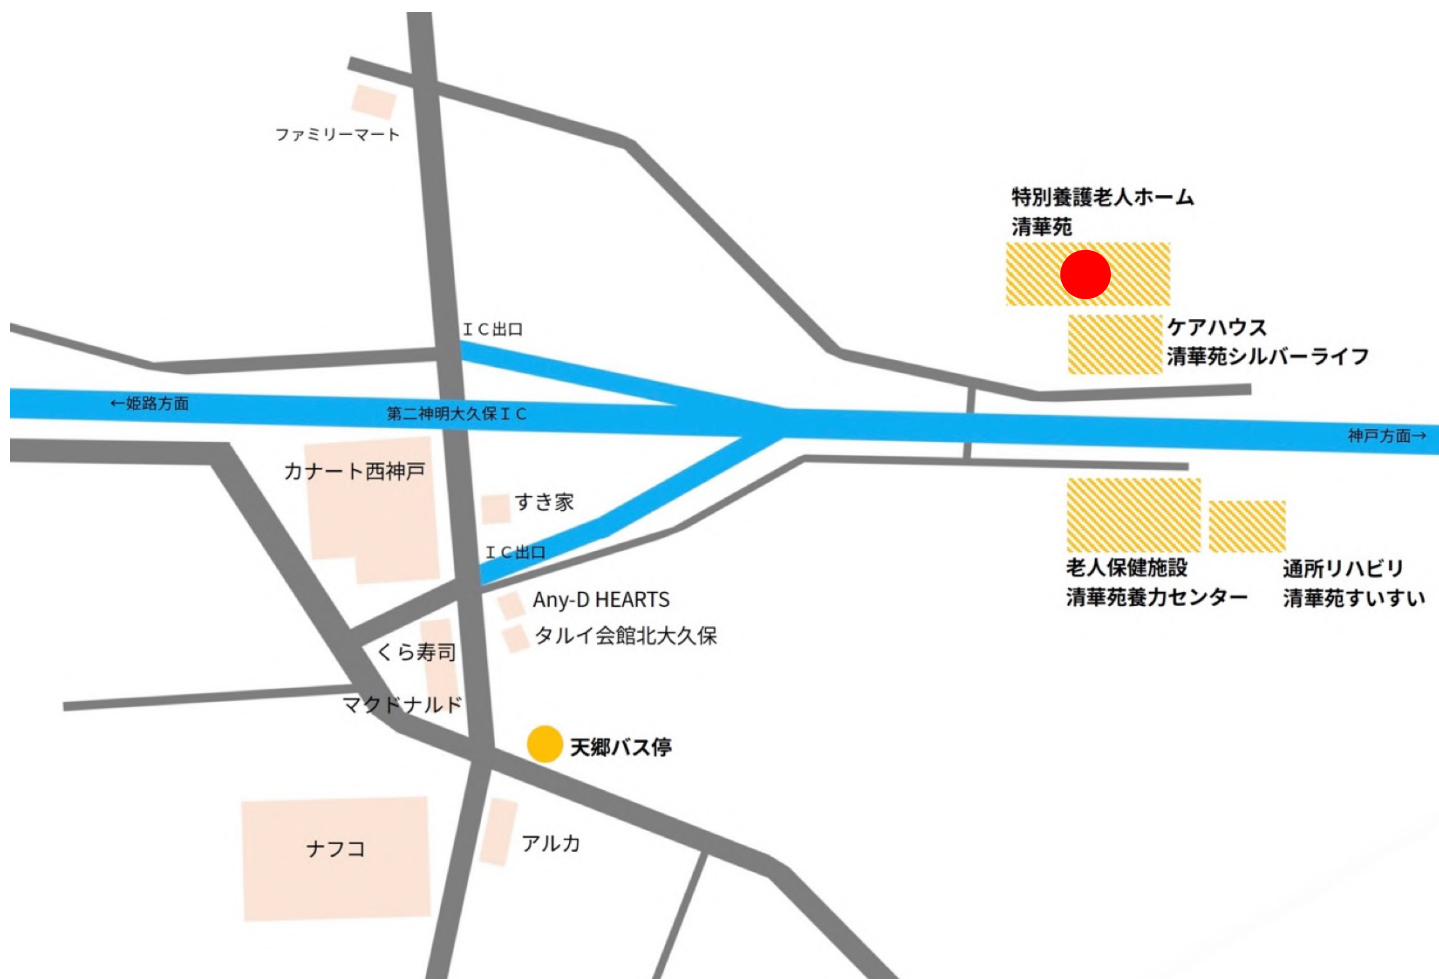 ファミリーマート
特別養護老人ホーム
清華苑
ＩＣ出口
ケアハウス
清華苑シルバーライフ
←姫路方面
第二神明大久保ＩＣ
神戸方面→
カナート西神戸
すき家
ＩＣ出口
老人保健施設
清華苑養力センター
通所リハビリ
清華苑すいすい
Any-D HEARTS
タルイ会館北大久保
くら寿司
マクドナルド
天郷バス停
ナフコ
アルカ